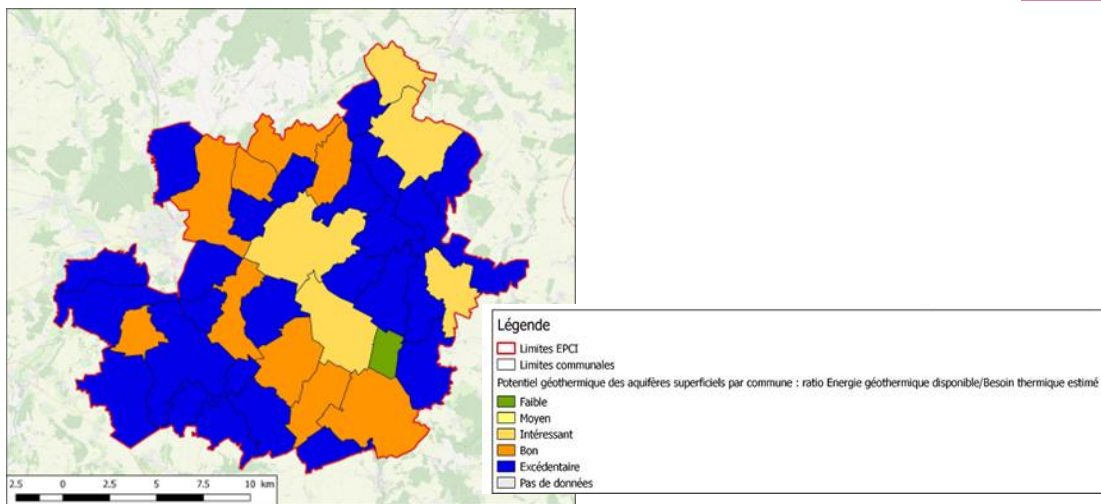 Légende
Limites EPCI
Limites communales
Potentiel géothermique des aquifères superficiels par commune : ratio Energie géothermique disponible/Besoin thermique estimé
Faible
Moyen
Intéressant
Bon
Excédentaire
Pas de données
2.5 0 2.5 5 7.5 10 km